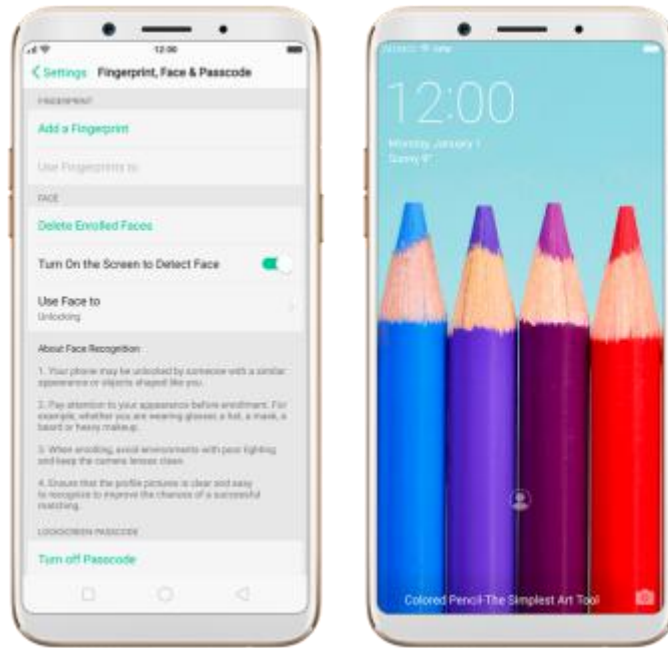 12:00
Settings Fingerprint, Face & Passcode
FINGERPRINT
Add a Fingerprint
Use Fingerprints to
FACE
Delete Enrolled Faces
Turn On the Screen to Detect Face
Use Face to
Unlocking
About Face Recognition
1. Your phone may be unlocked by someone with a similar
appearance or objects shaped like you.
2. Pay attention to your appearance before enrollment. For
example, whether you are wearing glasses, a hat, a mask, a
beard or heavy makeup.
3. When enrolling, avoid environments with poor lighting
and keep the camera lenses clean.
4. Ensure that the profile pictures is clear and easy
to recognize to improve the chances of a successful
matching.
LOCKSCREEN PASSCODE
Turn off Passcode
12:00
Monday, January 1
Sunny 9°
Colored Pencil-The Simplest Art Tool